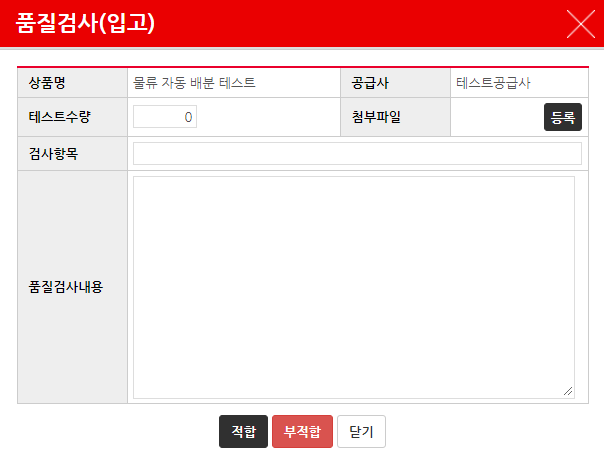 품질검사(입고)
상품명 물류 자동 배분 테스트 공급사 테스트공급사
테스트수량 0 첨부파일 등록
검사항목
품질검사내용
적합 부적합 닫기